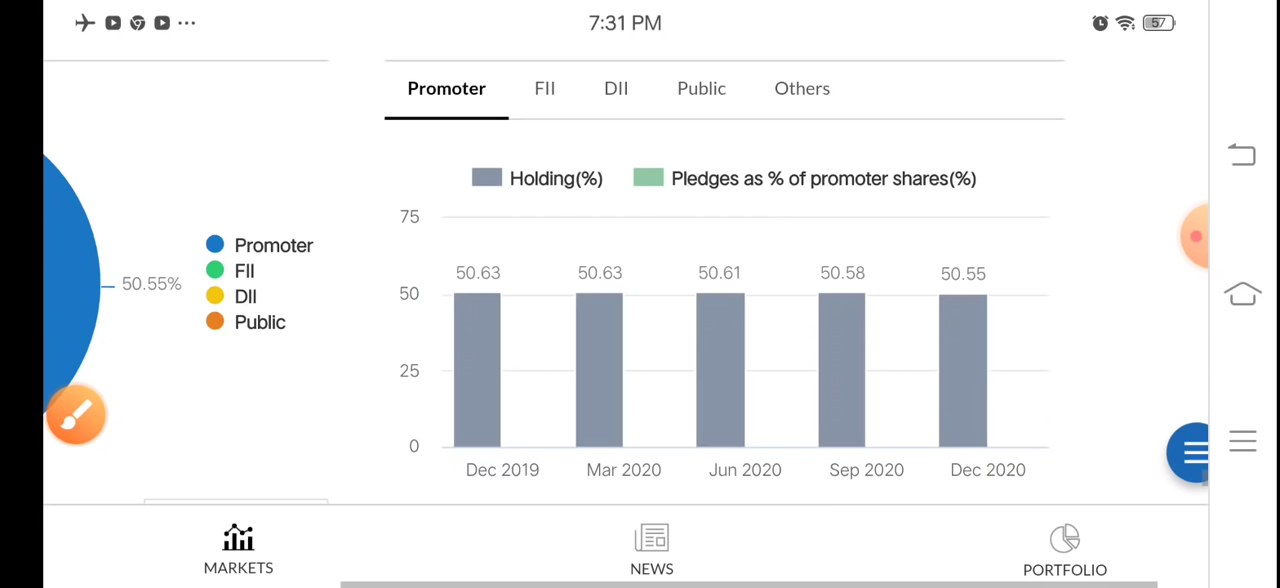 7:31 PM
57
Promoter FII DII Public Others
Holding(%) Pledges as % of promoter shares(%)
50.55%
Promoter
FII
DII
Public
75
50
25
0
50.63 50.63 50.61 50.58 50.55
Dec 2019 Mar 2020 Jun 2020 Sep 2020 Dec 2020
MARKETS NEWS PORTFOLIO